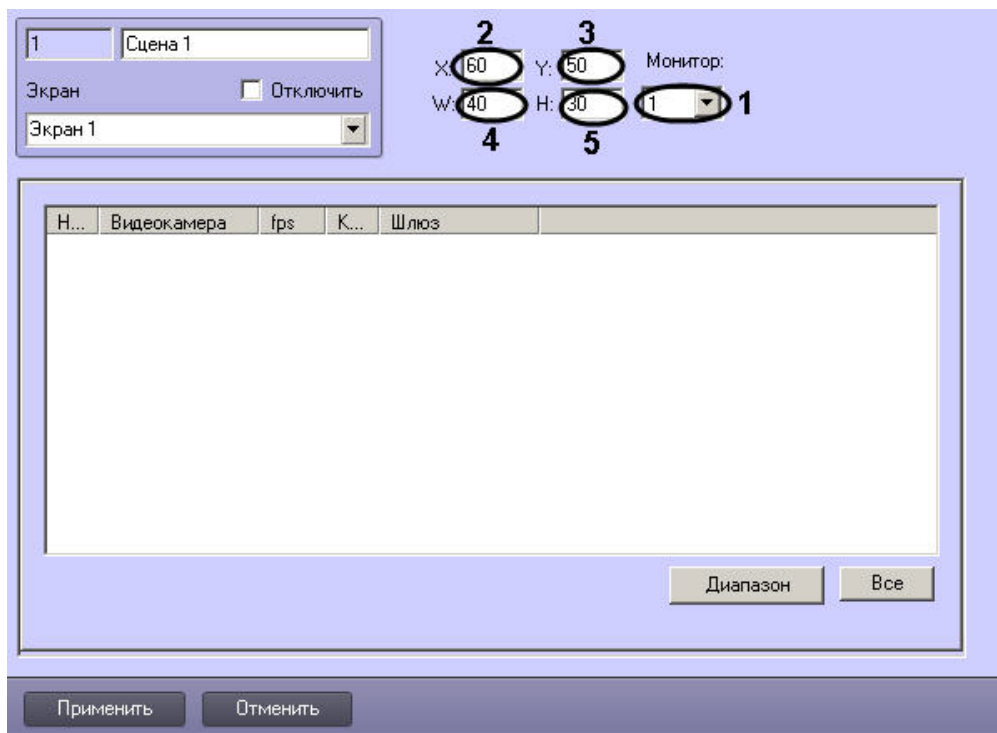 1 Сцена 1
Экран Отключить
Экран 1
2 3
X: 60 Y: 50 Монитор:
W: 40 H: 30 1 1
4 5
Н... Видеокамера fps К... Шлюз
Диапазон Все
Применить Отменить